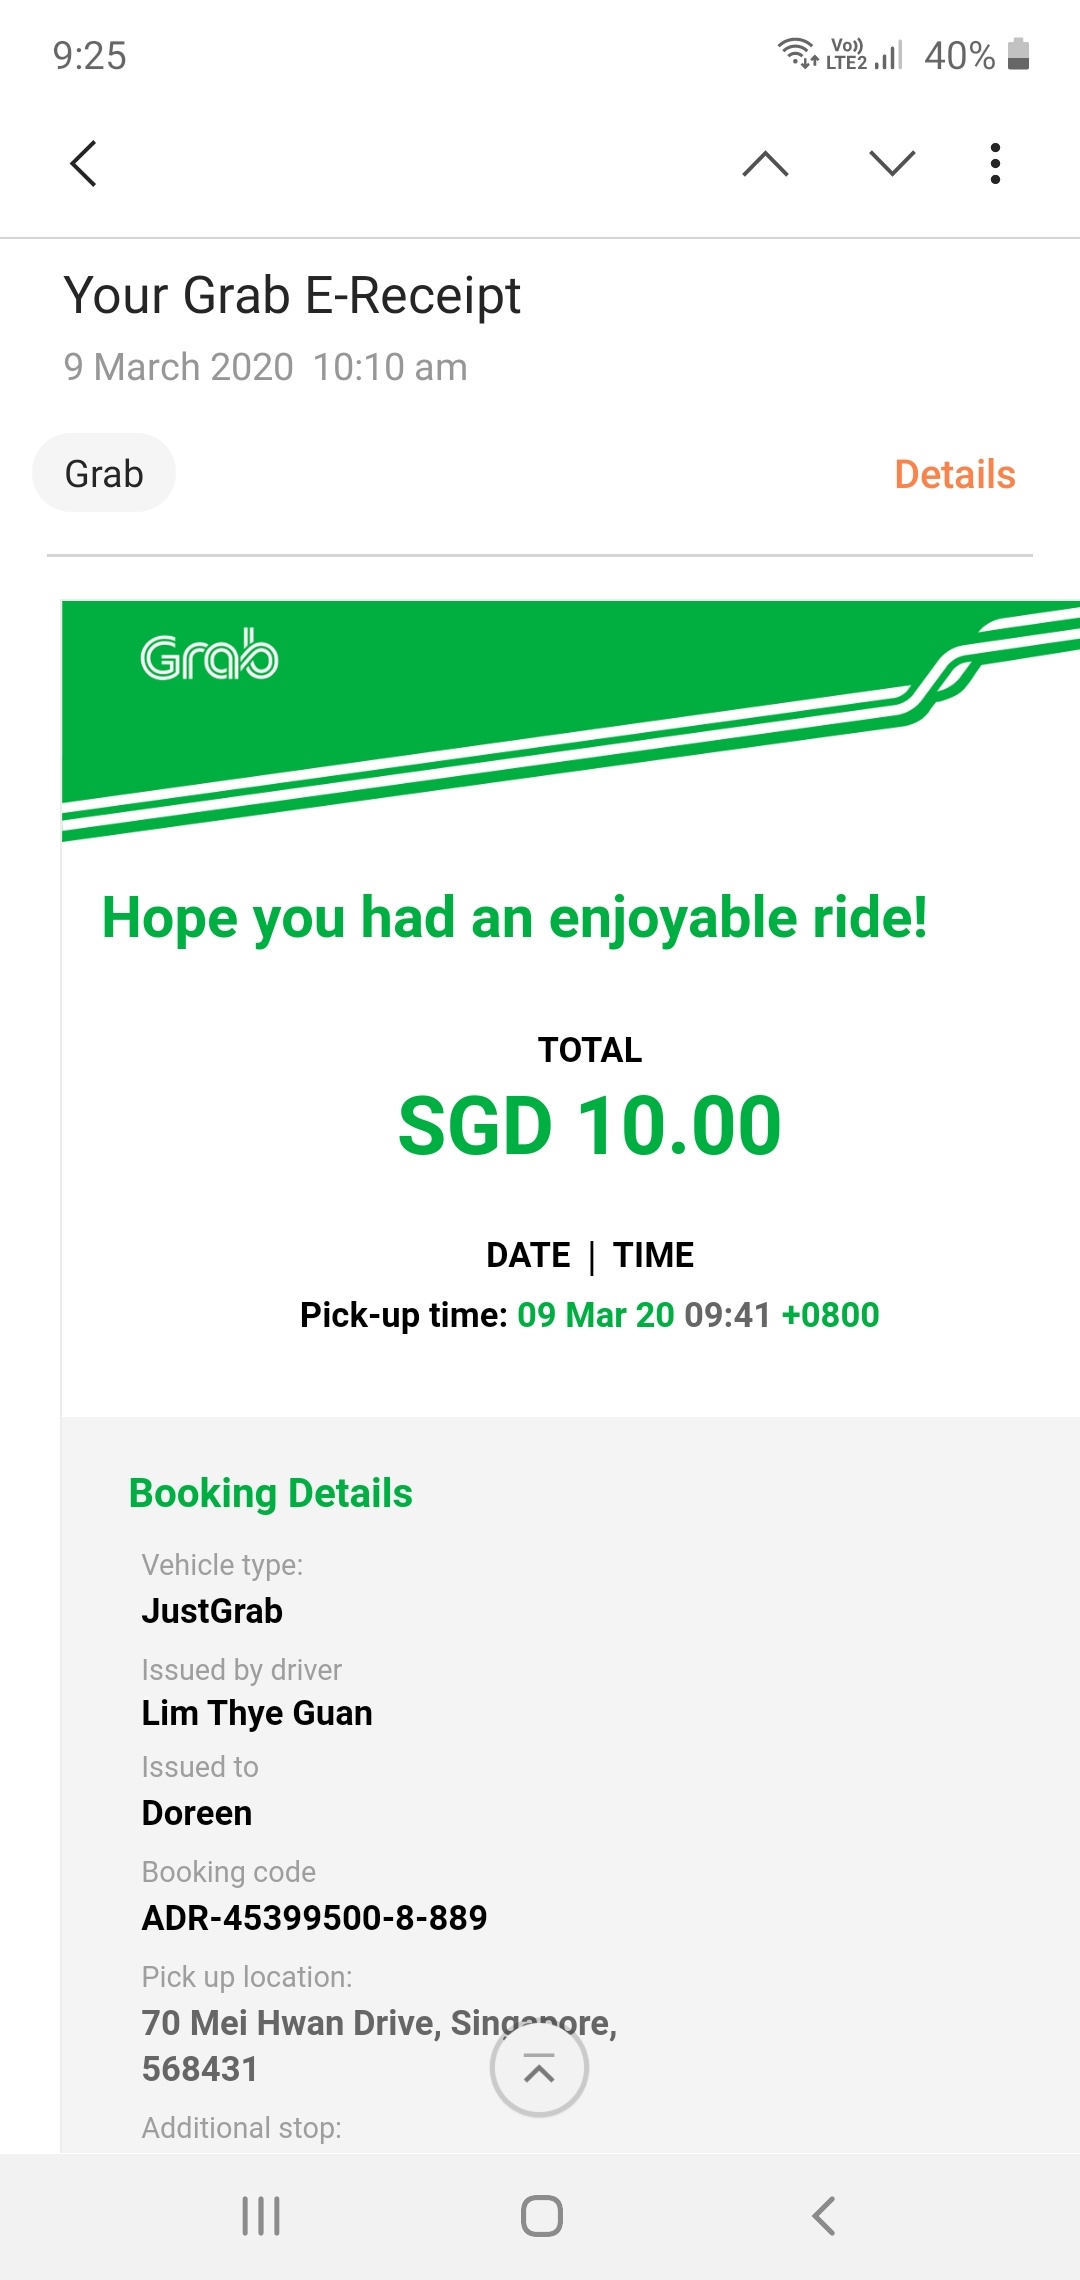 9:25
Vo)) LTE2 40%
Your Grab E-Receipt
9 March 2020 10:10 am
Grab
Details
Grab
Hope you had an enjoyable ride!
TOTAL
SGD 10.00
DATE | TIME
Pick-up time: 09 Mar 20 09:41 +0800
Booking Details
Vehicle type:
JustGrab
Issued by driver
Lim Thye Guan
Issued to
Doreen
Booking code
ADR-45399500-8-889
Pick up location:
70 Mei Hwan Drive, Singapore,
568431
Additional stop: